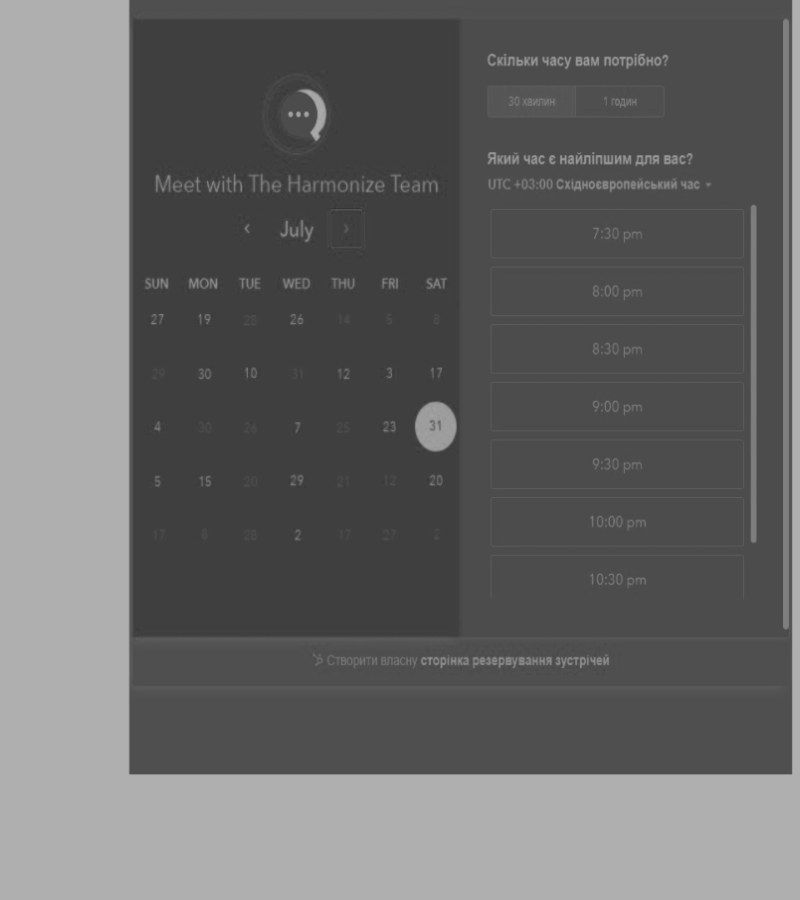 Meet with The Harmonize Team
July
SUN MON TUE WED THU FRI SAT
27 19 28 26 14 5 8
29 30 10 31 12 3 17
4 30 26 7 25 23 31
5 15 20 29 21 12 20
17 8 28 2 17 27 2
Скільки часу вам потрібно?
30 хвилин 1 годин
Який час є найліпшим для вас?
UTC +03:00 Східноєвропейський час
7:30 pm
8:00 pm
8:30 pm
9:00 pm
9:30 pm
10:00 pm
10:30 pm
Створити власну сторінка резервування зустрічей